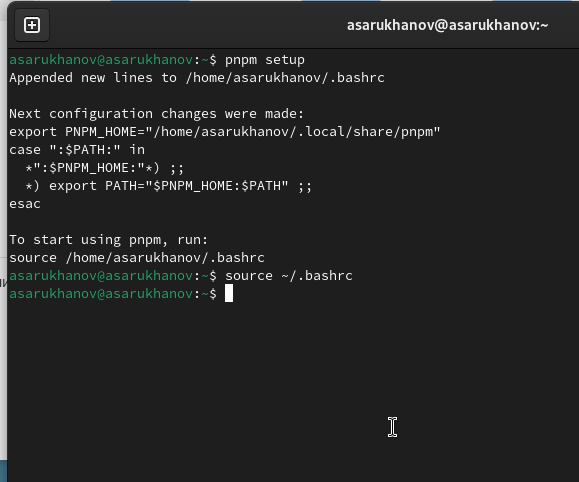 asarukhanov@asarukhanov:~
asarukhanov@asarukhanov:~$ pnpm setup
Appended new lines to /home/asarukhanov/.bashrc

Next configuration changes were made:
export PNPM_HOME="/home/asarukhanov/.local/share/pnpm"
case ":$PATH:" in
  *":$PNPM_HOME:"*) ;;
  *) export PATH="$PNPM_HOME:$PATH" ;;
esac

To start using pnpm, run:
source /home/asarukhanov/.bashrc
asarukhanov@asarukhanov:~$ source ~/.bashrc
asarukhanov@asarukhanov:~$